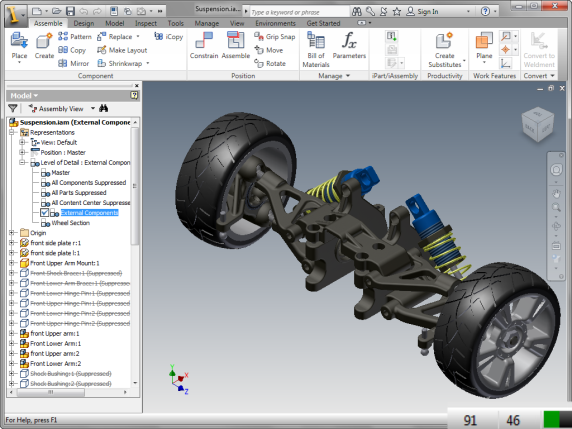 Suspension.ia...
Type a keyword or phrase
Sign In
Assemble Design Model Inspect Tools Manage View Environments Get Started
Place
Create
Pattern
Copy
Mirror
Replace
Make Layout
Shrinkwrap
iCopy
Constrain
Assemble
Grip Snap
Move
Rotate
Bill of Materials
Parameters
Create Substitutes
Plane
Convert to Weldment
Component Position Manage iPart/iAssembly Productivity Work Features Convert
Model
Assembly View
Suspension.iam (External Compone
Representations
View: Default
Position : Master
Level of Detail : External Compon
Master
All Components Suppressed
All Parts Suppressed
All Content Center Suppresse
External Components
Wheel Section
Origin
front side plate r:1
front side plate l:1
Front Upper Arm Mount:1
Front Shock Brace:1 (Suppressed)
Front Lower Arm Brace:1 (Suppressed)
Front Lower Hinge Pin:1 (Suppressed)
Front Lower Hinge Pin:2 (Suppressed)
Front Upper Hinge Pin:1 (Suppressed)
Front Upper Hinge Pin:2 (Suppressed)
front Upper arm:1
Front Lower Arm:1
front Upper arm:2
Front Lower Arm:2
Shock Bushing:1 (Suppressed)
Shock Bushing:2 (Suppressed)
Y
X
Z
For Help, press F1
91 46